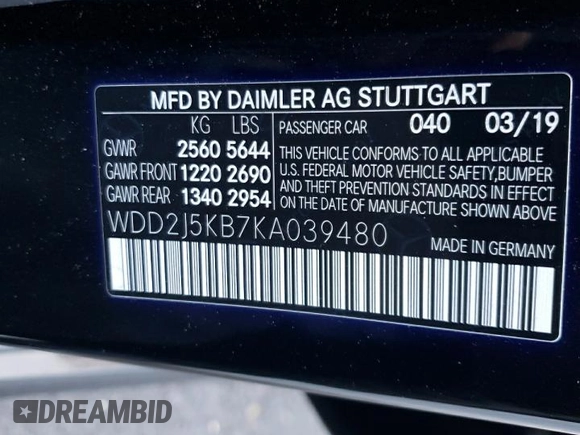 MFD BY DAIMLER AG STUTTGART
KG LBS PASSENGER CAR 040 03/19
GVWR 2560 5644 THIS VEHICLE CONFORMS TO ALL APPLICABLE
GAWR FRONT 1220 2690 U.S. FEDERAL MOTOR VEHICLE SAFETY, BUMPER
GAWR REAR 1340 2954 AND THEFT PREVENTION STANDARDS IN EFFECT
ON THE DATE OF MANUFACTURE SHOWN ABOVE
WDD2J5KB7KA039480 MADE IN GERMANY
DREAMBID